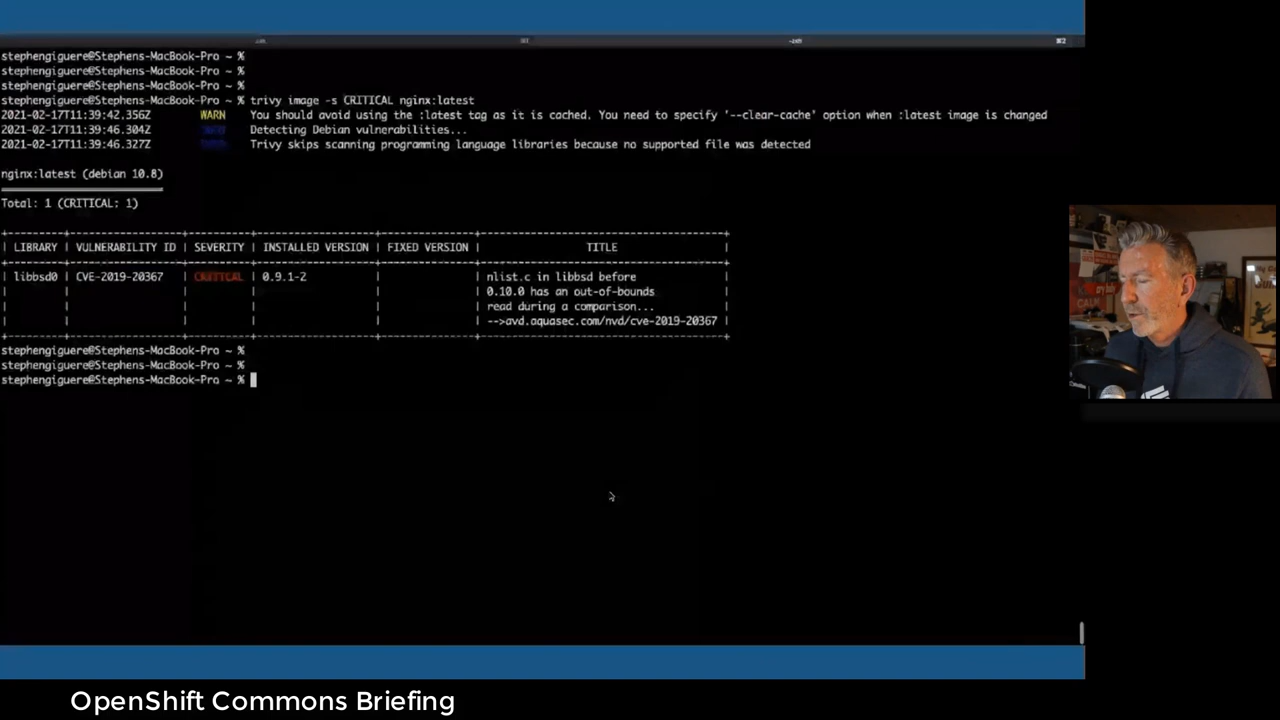 stephengiguere@Stephens-MacBook-Pro ~ %
stephengiguere@Stephens-MacBook-Pro ~ %
stephengiguere@Stephens-MacBook-Pro ~ %
stephengiguere@Stephens-MacBook-Pro ~ % trivy image -s CRITICAL nginx:latest
2021-02-17T11:39:42.356Z WARN You should avoid using the :latest tag as it is cached. You need to specify '--clear-cache' option when :latest image is changed
2021-02-17T11:39:46.304Z INFO Detecting Debian vulnerabilities...
2021-02-17T11:39:46.327Z Trivy skips scanning programming language libraries because no supported file was detected
nginx:latest (debian 10.8)
Total: 1 (CRITICAL: 1)
| LIBRARY | VULNERABILITY ID | SEVERITY | INSTALLED VERSION | FIXED VERSION | TITLE |
| libbsd0 | CVE-2019-20367 | CRITICAL | 0.9.1-2 | | nlist.c in libbsd before
0.10.0 has an out-of-bounds
read during a comparison...
-->avd.aquasec.com/nvd/cve-2019-20367 |
stephengiguere@Stephens-MacBook-Pro ~ %
stephengiguere@Stephens-MacBook-Pro ~ %
stephengiguere@Stephens-MacBook-Pro ~ %
OpenShift Commons Briefing